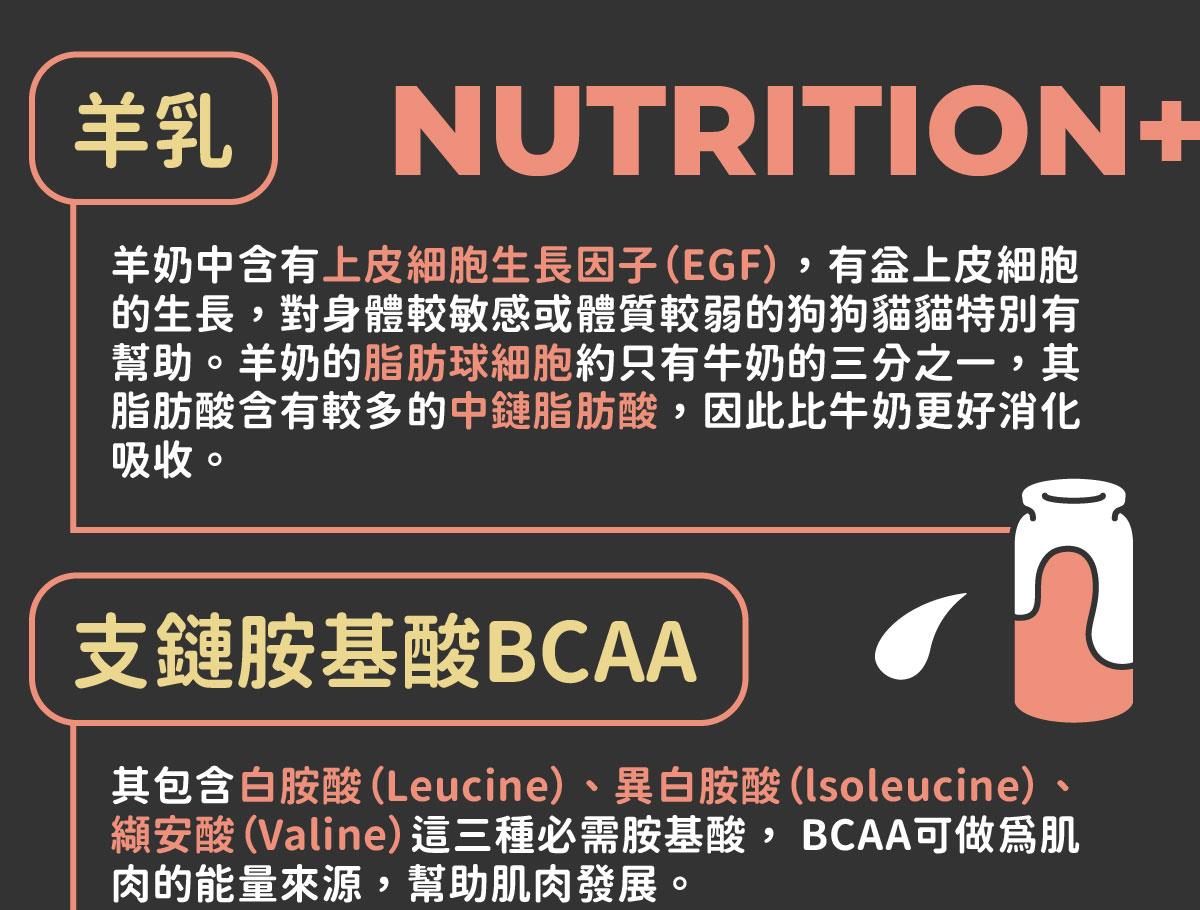 羊乳
NUTRITION+
羊奶中含有上皮細胞生長因子(EGF)，有益上皮細胞
的生長，對身體較敏感或體質較弱的狗狗貓貓特別有
幫助。羊奶的脂肪球細胞約只有牛奶的三分之一，其
脂肪酸含有較多的中鏈脂肪酸，因此比牛奶更好消化
吸收。
支鏈胺基酸BCAA
其包含白胺酸(Leucine)、異白胺酸(lsoleucine)、
纈安酸(Valine)這三種必需胺基酸， BCAA可做爲肌
肉的能量來源，幫助肌肉發展。